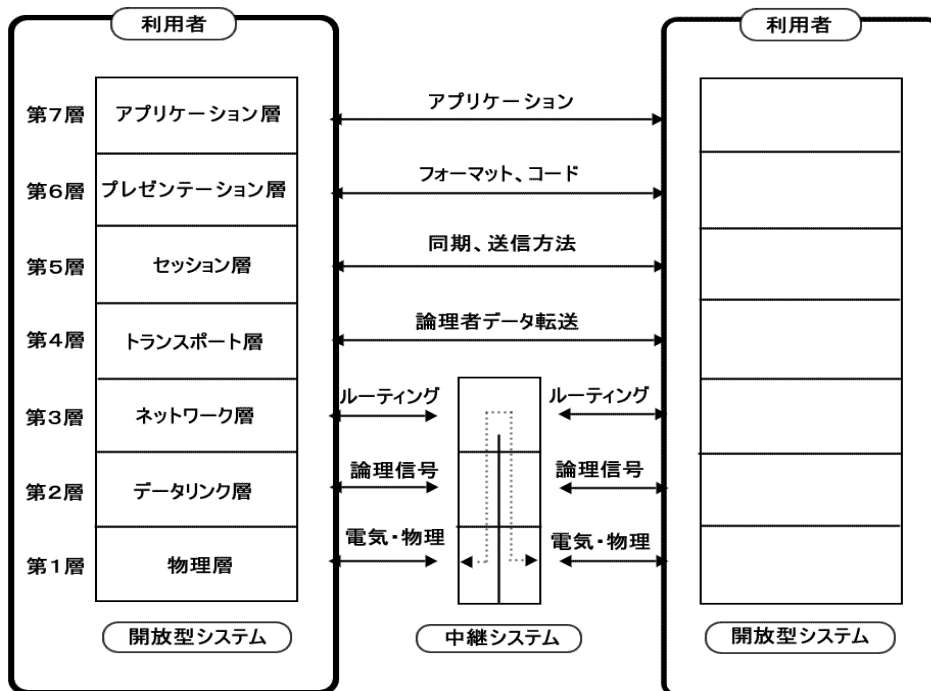 利用者
利用者
第7層
アプリケーション層
アプリケーション
第6層
プレゼンテーション層
フォーマット、コード
第5層
セッション層
同期、送信方法
第4層
トランスポート層
論理者データ転送
第3層
ネットワーク層
ルーティング
ルーティング
第2層
データリンク層
論理信号
論理信号
第1層
物理層
電気・物理
電気・物理
開放型システム
中継システム
開放型システム